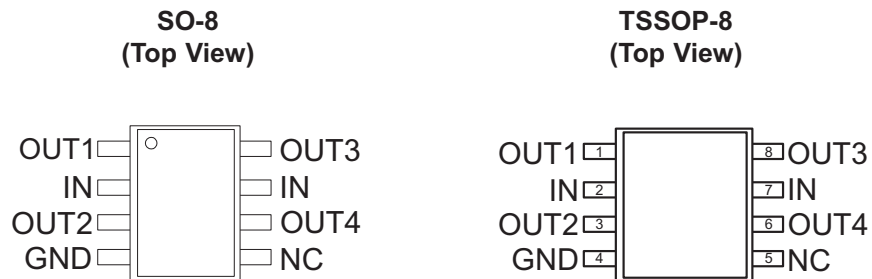 SO-8
(Top View)
OUT1 OUT3
IN IN
OUT2 OUT4
GND NC
TSSOP-8
(Top View)
OUT1 1 8 OUT3
IN 2 7 IN
OUT2 3 6 OUT4
GND 4 5 NC